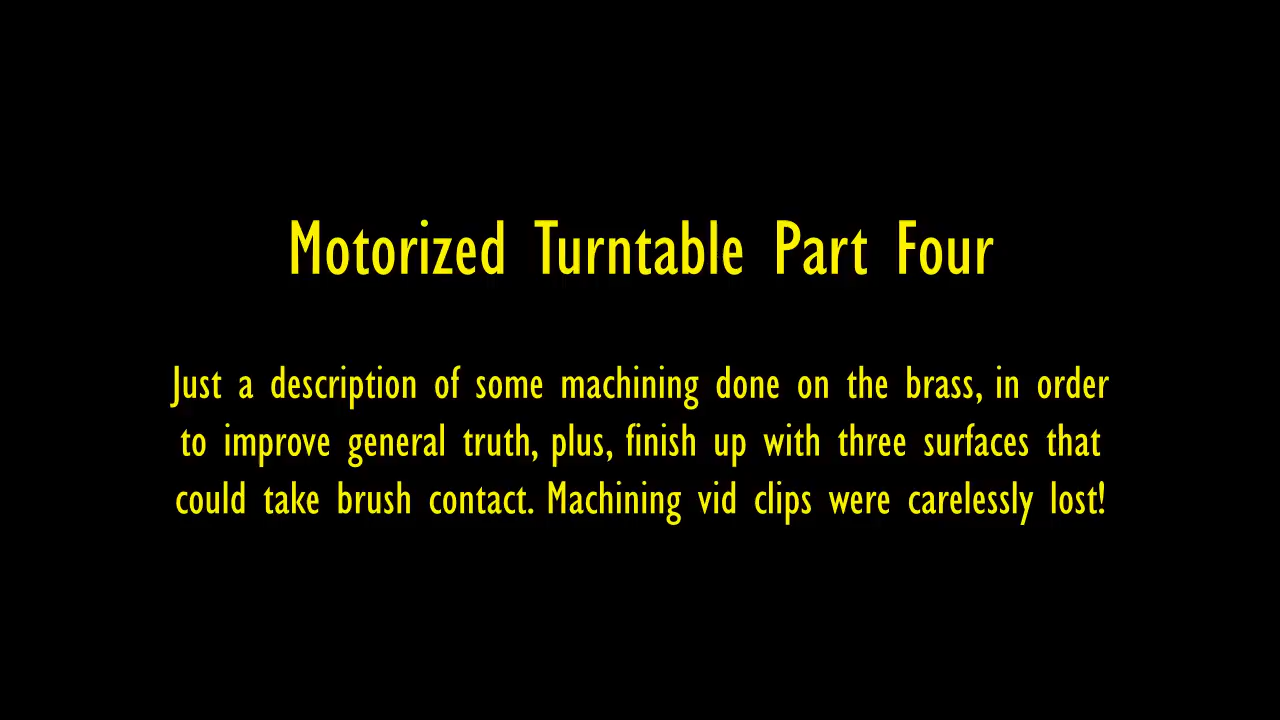 Motorized Turntable Part Four
Just a description of some machining done on the brass, in order
to improve general truth, plus, finish up with three surfaces that
could take brush contact. Machining vid clips were carelessly lost!